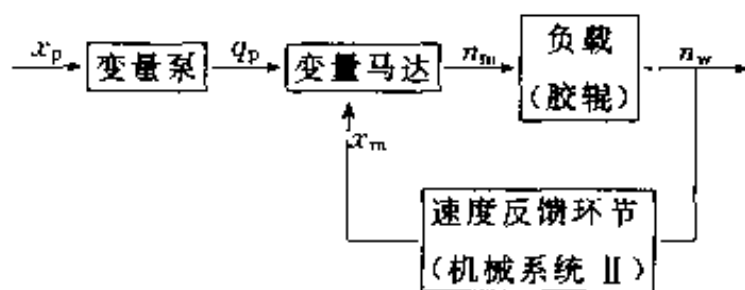 x_p
变量泵
q_p
变量马达
n_m
负载
(胶辊)
n_w
x_m
速度反馈环节
(机械系统 Ⅱ)